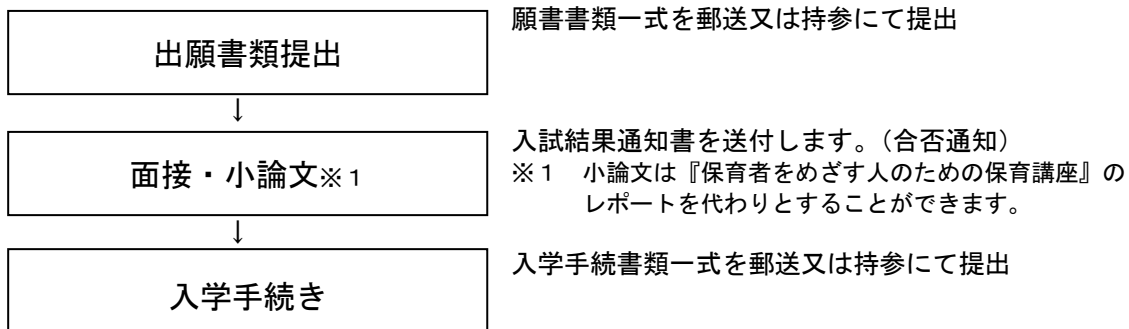 願書書類一式を郵送又は持参にて提出
出願書類提出
↓
入試結果通知書を送付します。（合否通知）
面接・小論文※１
※１　小論文は『保育者をめざす人のための保育講座』の
レポートを代わりとすることができます。
↓
入学手続書類一式を郵送又は持参にて提出
入学手続き